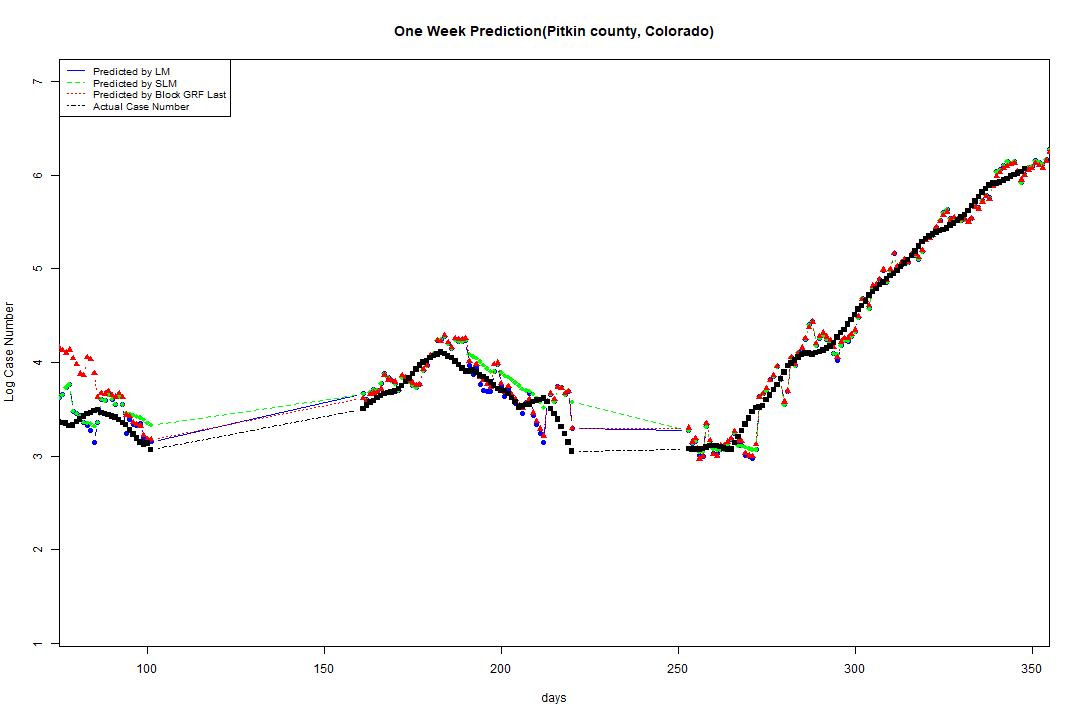 One Week Prediction(Pitkin county, Colorado)
Predicted by LM
Predicted by SLM
Predicted by Block GRF Last
Actual Case Number
7
6
5
4
3
2
1
Log Case Number
100 150 200 250 300 350
days